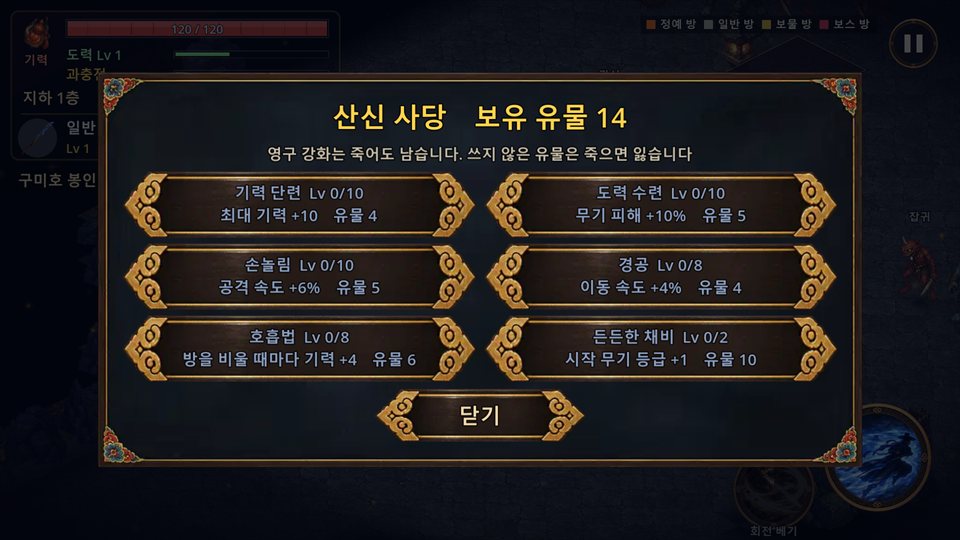 120 / 120
기력
도력 Lv 1
지하 1층
일반
Lv 1
구미호 봉인
정예 방 일반 방 보물 방 보스 방
산신 사당 보유 유물 14
영구 강화는 죽어도 남습니다. 쓰지 않은 유물은 죽으면 잃습니다
기력 단련 Lv 0/10
최대 기력 +10 유물 4
도력 수련 Lv 0/10
무기 피해 +10% 유물 5
손놀림 Lv 0/10
공격 속도 +6% 유물 5
경공 Lv 0/8
이동 속도 +4% 유물 4
호흡법 Lv 0/8
방을 비울 때마다 기력 +4 유물 6
든든한 채비 Lv 0/2
시작 무기 등급 +1 유물 10
닫기
잡귀
회전 베기